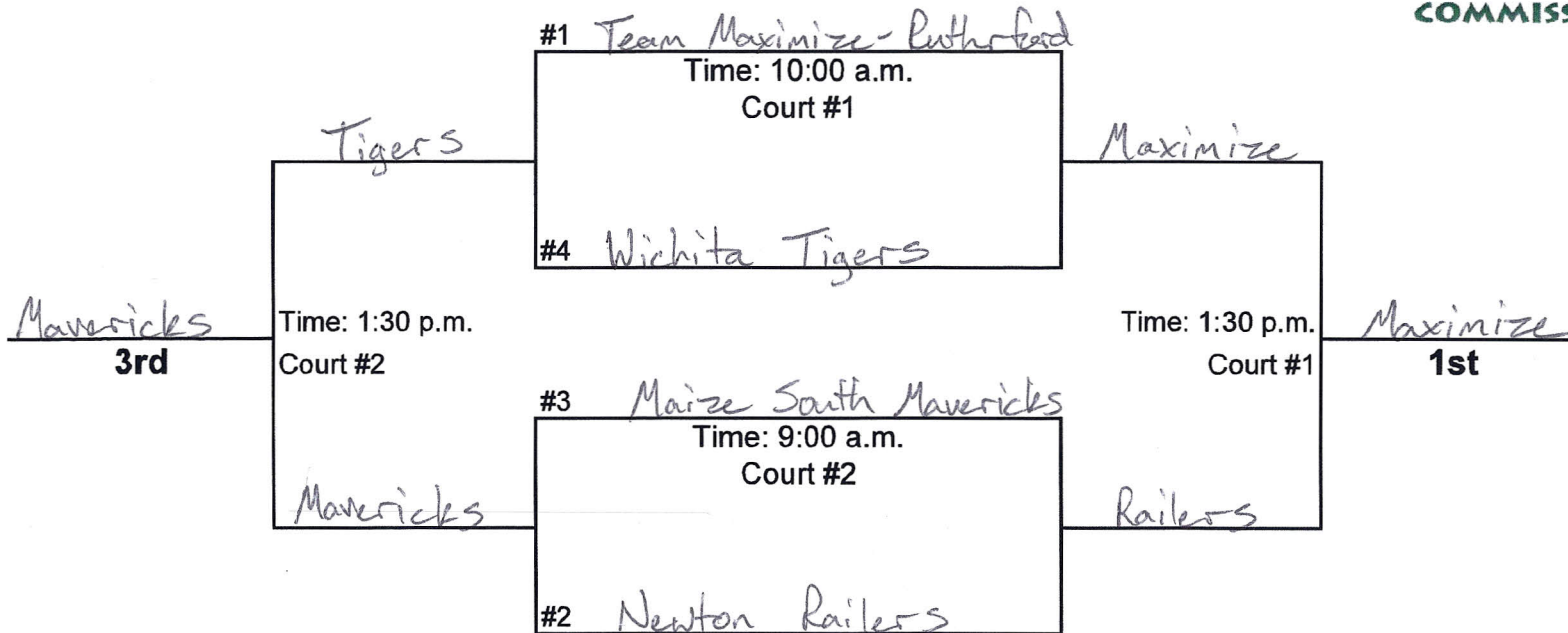 COMMISS
#1 Team Maximize-Rutherford
Time: 10:00 a.m.
Court #1
Tigers
Maximize
#4 Wichita Tigers
Mavericks
3rd
Time: 1:30 p.m.
Court #2
Time: 1:30 p.m.
Court #1
Maximize
1st
#3 Maize South Mavericks
Time: 9:00 a.m.
Court #2
Mavericks
Railers
#2 Newton Railers